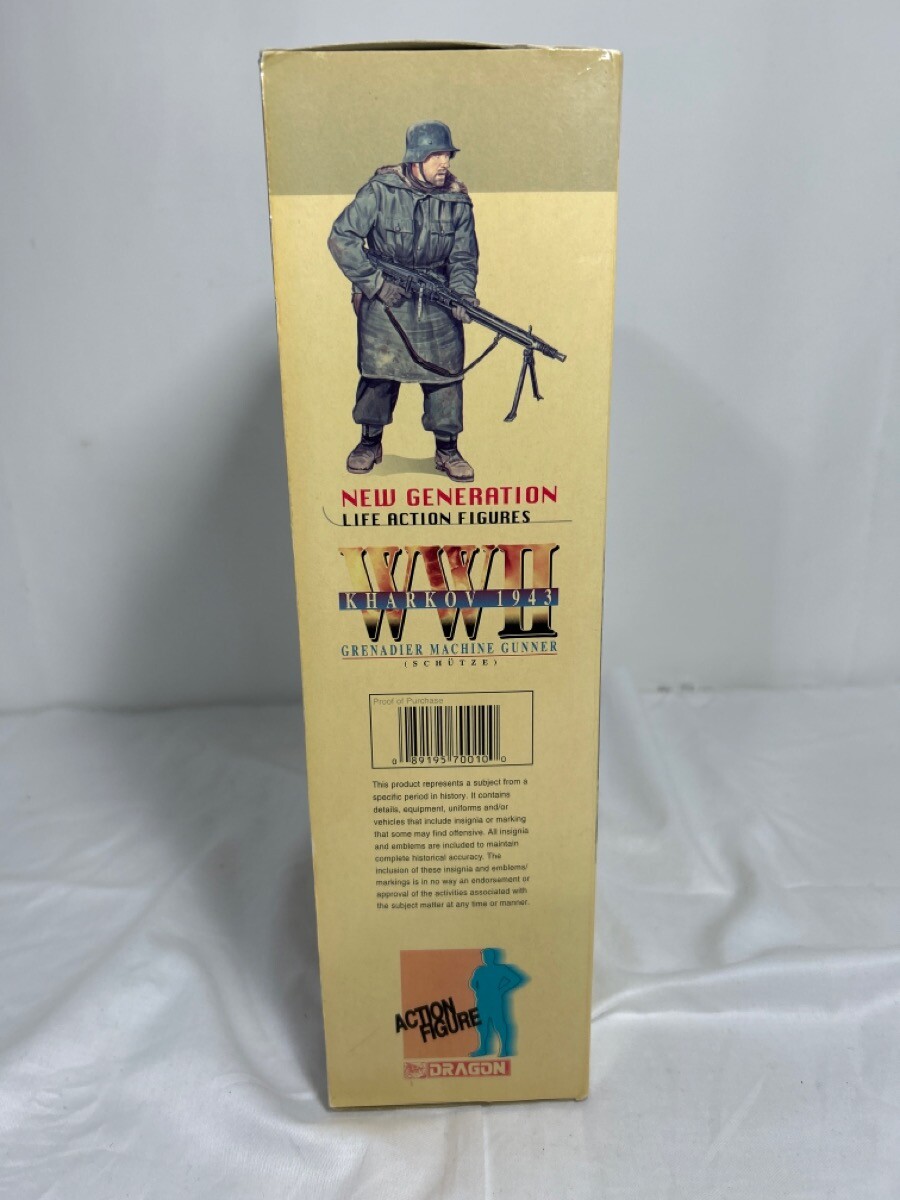 NEW GENERATION
LIFE ACTION FIGURES
WWII
KHARKOV 1943
GRENADIER MACHINE GUNNER
(SCHÜTZE)
Proof of Purchase
0 89195 70010 0
This product represents a subject from a
specific period in history. It contains
details, equipment, uniforms and/or
vehicles that include insignia or marking
that some may find offensive. All insignia
and emblems are included to maintain
complete historical accuracy. The
inclusion of these insignia and emblems/
markings is in no way an endorsement or
approval of the activities associated with
the subject matter at any time or manner.
ACTION
FIGURE
DRAGON